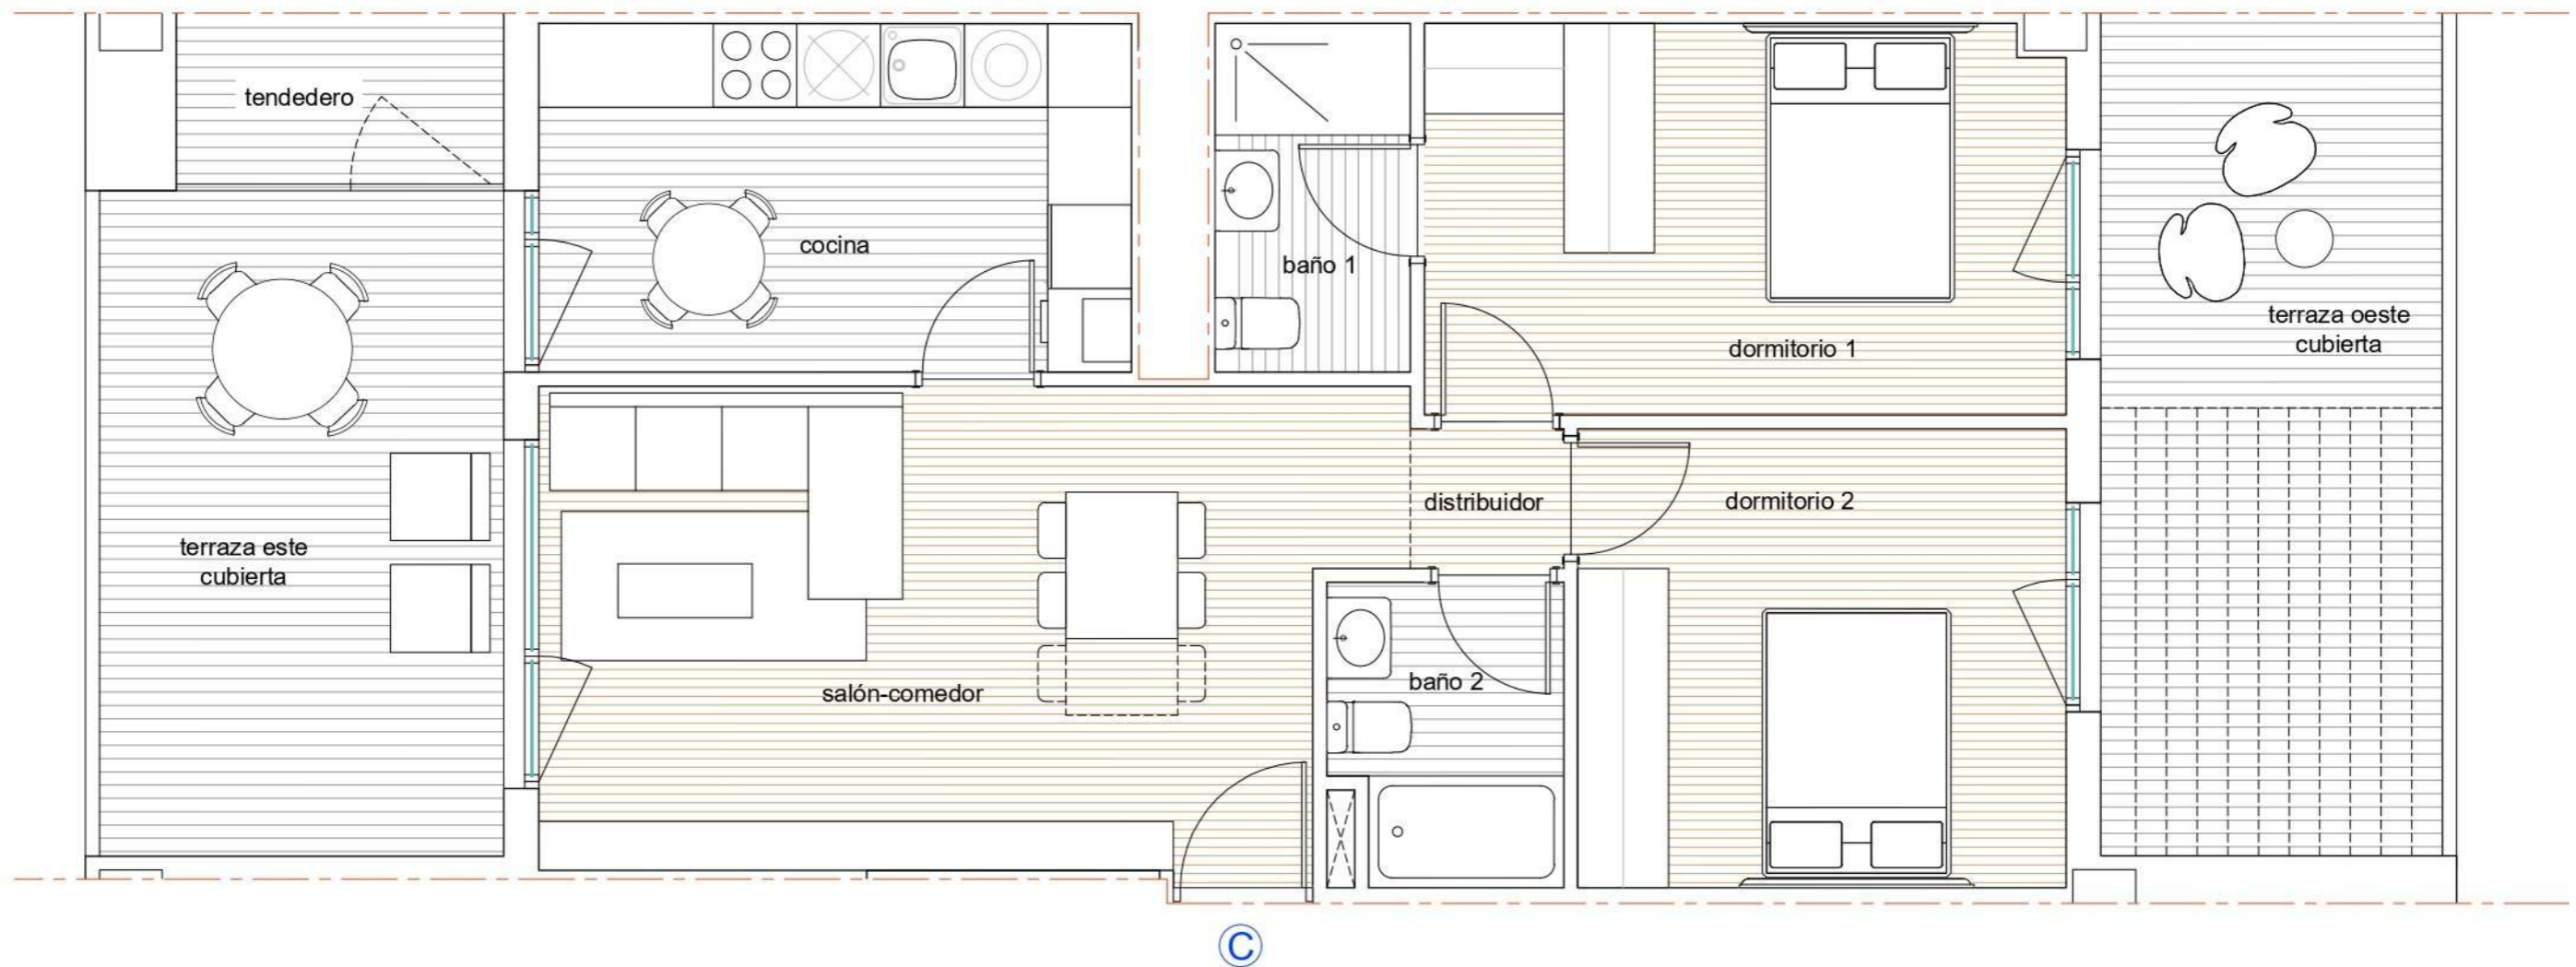 tendedero
cocina
baño 1
dormitorio 1
terraza oeste
cubierta
distribuidor
dormitorio 2
terraza este
cubierta
salón-comedor
baño 2
C